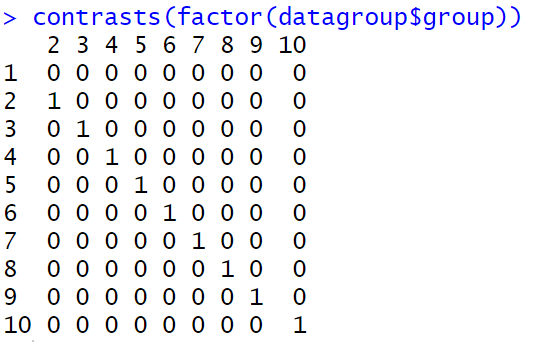 > contrasts(factor(datagroup$group))
2 3 4 5 6 7 8 9 10
1 0 0 0 0 0 0 0 0 0
2 1 0 0 0 0 0 0 0 0
3 0 1 0 0 0 0 0 0 0
4 0 0 1 0 0 0 0 0 0
5 0 0 0 1 0 0 0 0 0
6 0 0 0 0 1 0 0 0 0
7 0 0 0 0 0 1 0 0 0
8 0 0 0 0 0 0 1 0 0
9 0 0 0 0 0 0 0 1 0
10 0 0 0 0 0 0 0 0 1